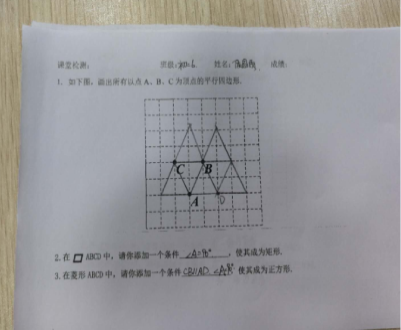 课堂检测: 班级: 姓名: 成绩:
1. 如下图,画出所有以点A、B、C为顶点的平行四边形.
C B
A D
2.在 □ ABCD中,请你添加一个条件 ∠A=90° ,使其成为矩形.
3.在菱形ABCD中,请你添加一个条件 使其成为正方形.